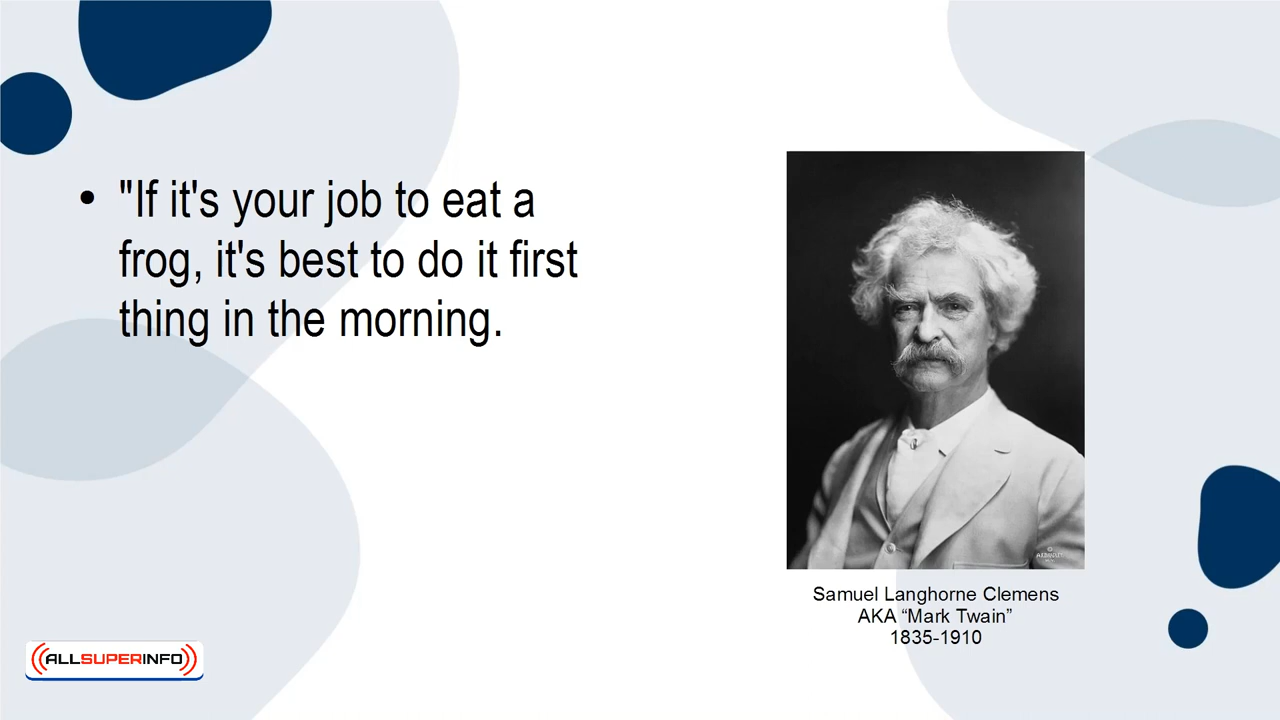 • "If it's your job to eat a
frog, it's best to do it first
thing in the morning.
Samuel Langhorne Clemens
AKA “Mark Twain”
1835-1910
ALLSUPERINFO